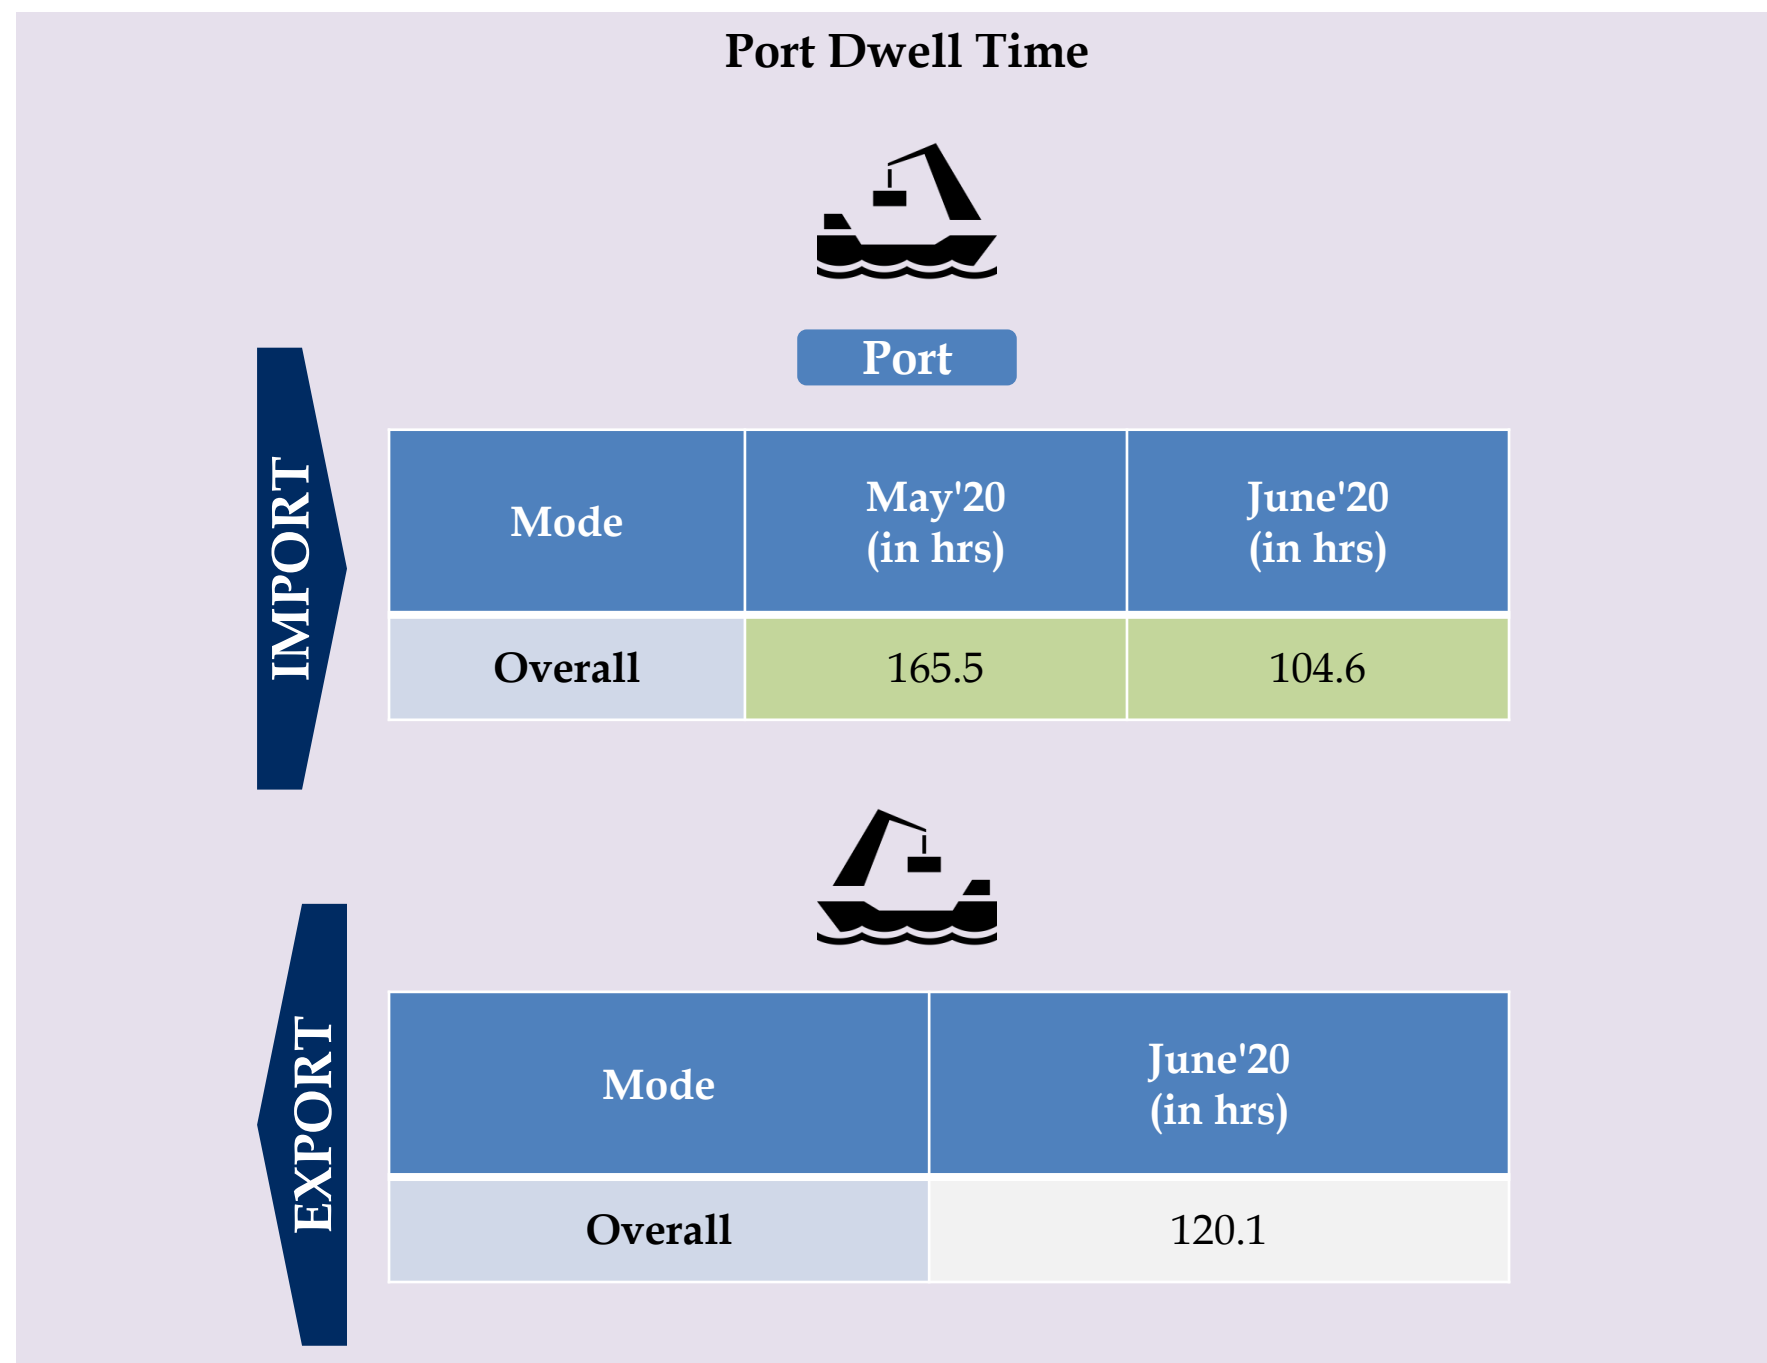 Port Dwell Time
Port
IMPORT
Mode
May'20
(in hrs)
June'20
(in hrs)
Overall
165.5
104.6
EXPORT
Mode
June'20
(in hrs)
Overall
120.1